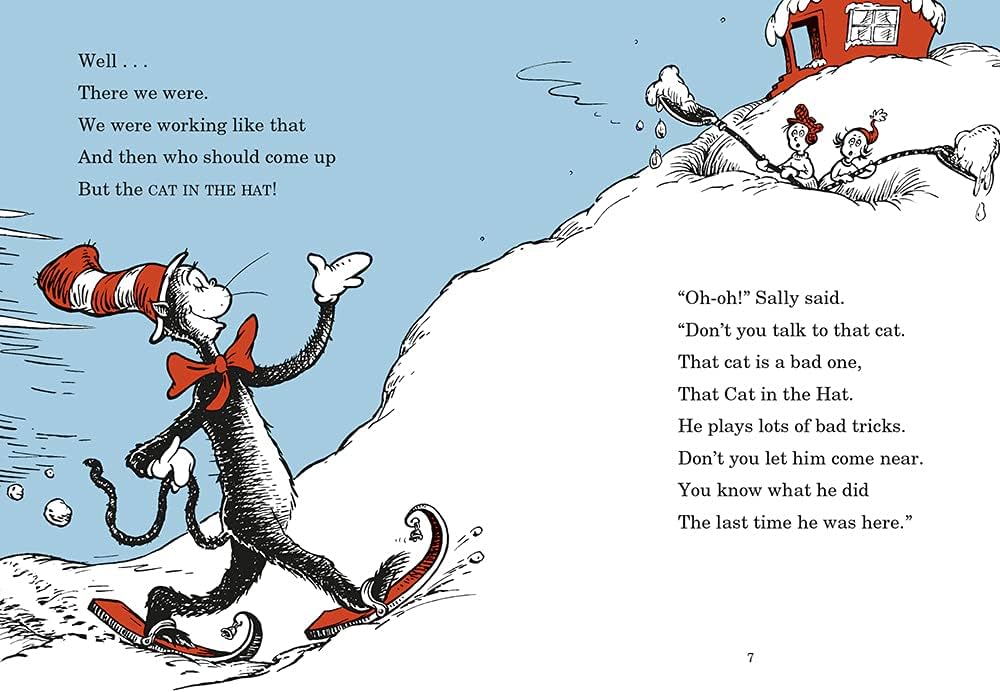 Well . . .
There we were.
We were working like that
And then who should come up
But the CAT IN THE HAT!
“Oh-oh!” Sally said.
“Don’t you talk to that cat.
That cat is a bad one,
That Cat in the Hat.
He plays lots of bad tricks.
Don’t you let him come near.
You know what he did
The last time he was here.”
7